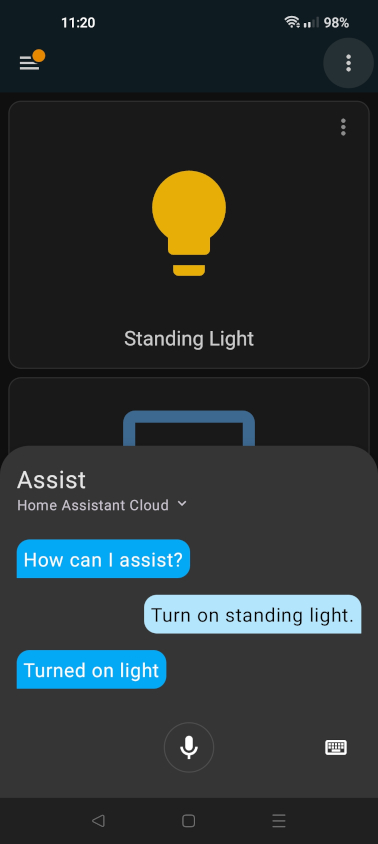 11:20
98%
Standing Light
Assist
Home Assistant Cloud
How can I assist?
Turn on standing light.
Turned on light